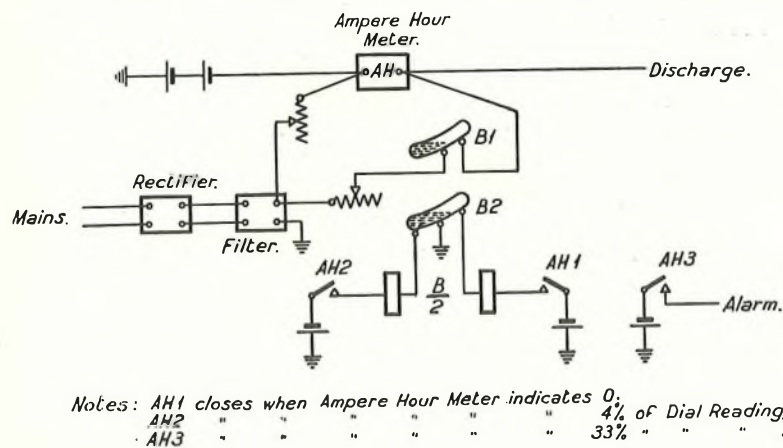 Ampere Hour
Meter.
AH
Discharge.
B1
Rectifier.
Mains.
B2
Filter.
AH2
B
2
AH1
AH3
Alarm.
Notes: AH1 closes when Ampere Hour Meter indicates 0.
AH2 " " " " " " 4% of Dial Reading.
AH3 " " " " " " 33% " " "